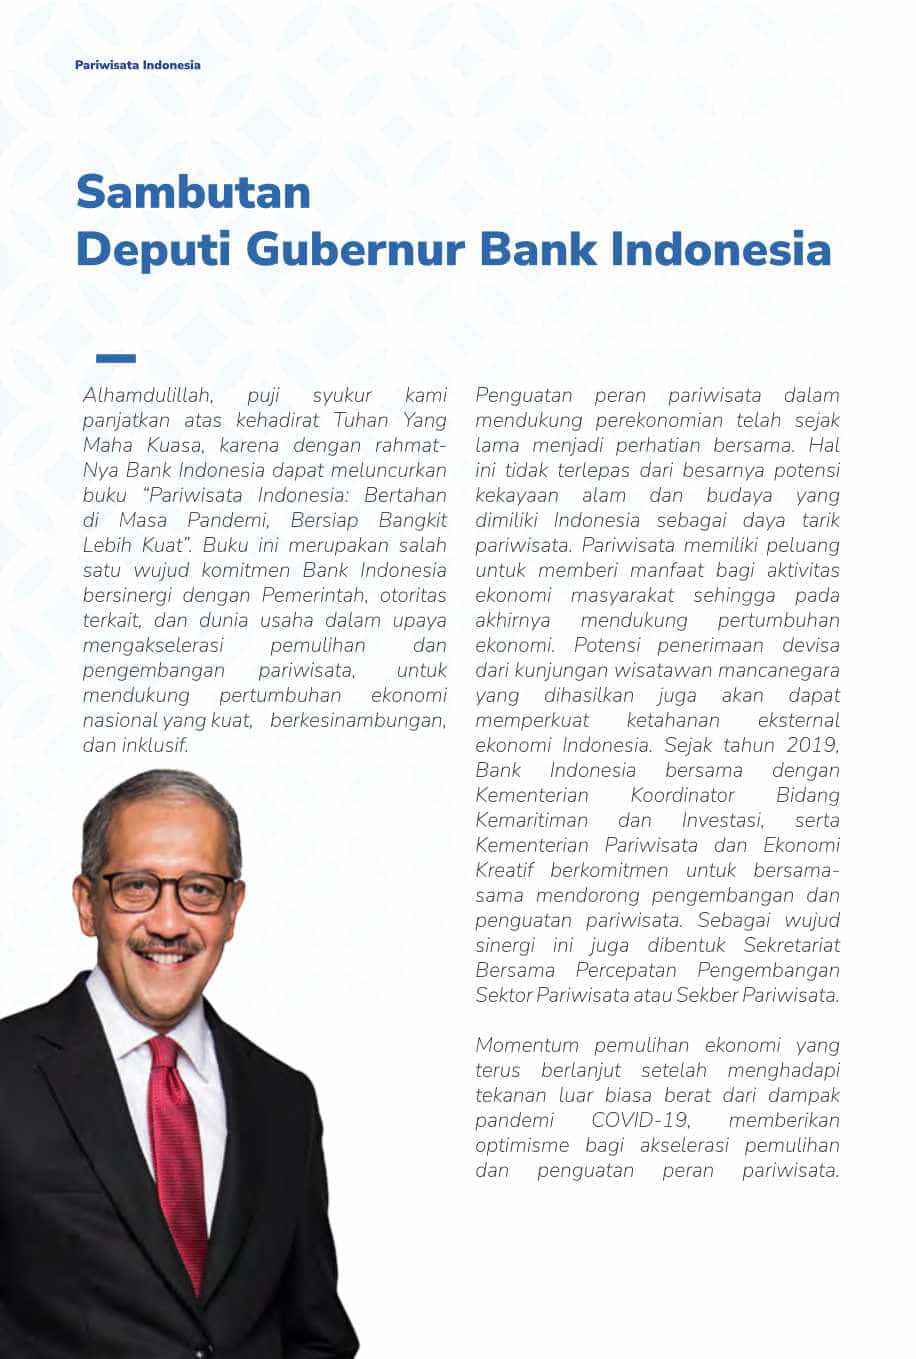 Pariwisata Indonesia
Sambutan
Deputi Gubernur Bank Indonesia
Alhamdulillah, puji syukur kami
panjatkan atas kehadirat Tuhan Yang
Maha Kuasa, karena dengan rahmat-
Nya Bank Indonesia dapat meluncurkan
buku “Pariwisata Indonesia: Bertahan
di Masa Pandemi, Bersiap Bangkit
Lebih Kuat”. Buku ini merupakan salah
satu wujud komitmen Bank Indonesia
bersinergi dengan Pemerintah, otoritas
terkait, dan dunia usaha dalam upaya
mengakselerasi pemulihan dan
pengembangan pariwisata, untuk
mendukung pertumbuhan ekonomi
nasional yang kuat, berkesinambungan,
dan inklusif.
Penguatan peran pariwisata dalam
mendukung perekonomian telah sejak
lama menjadi perhatian bersama. Hal
ini tidak terlepas dari besarnya potensi
kekayaan alam dan budaya yang
dimiliki Indonesia sebagai daya tarik
pariwisata. Pariwisata memiliki peluang
untuk memberi manfaat bagi aktivitas
ekonomi masyarakat sehingga pada
akhirnya mendukung pertumbuhan
ekonomi. Potensi penerimaan devisa
dari kunjungan wisatawan mancanegara
yang dihasilkan juga akan dapat
memperkuat ketahanan eksternal
ekonomi Indonesia. Sejak tahun 2019,
Bank Indonesia bersama dengan
Kementerian Koordinator Bidang
Kemaritiman dan Investasi, serta
Kementerian Pariwisata dan Ekonomi
Kreatif berkomitmen untuk bersama-
sama mendorong pengembangan dan
penguatan pariwisata. Sebagai wujud
sinergi ini juga dibentuk Sekretariat
Bersama Percepatan Pengembangan
Sektor Pariwisata atau Sekber Pariwisata.
Momentum pemulihan ekonomi yang
terus berlanjut setelah menghadapi
tekanan luar biasa berat dari dampak
pandemi COVID-19, memberikan
optimisme bagi akselerasi pemulihan
dan penguatan peran pariwisata.